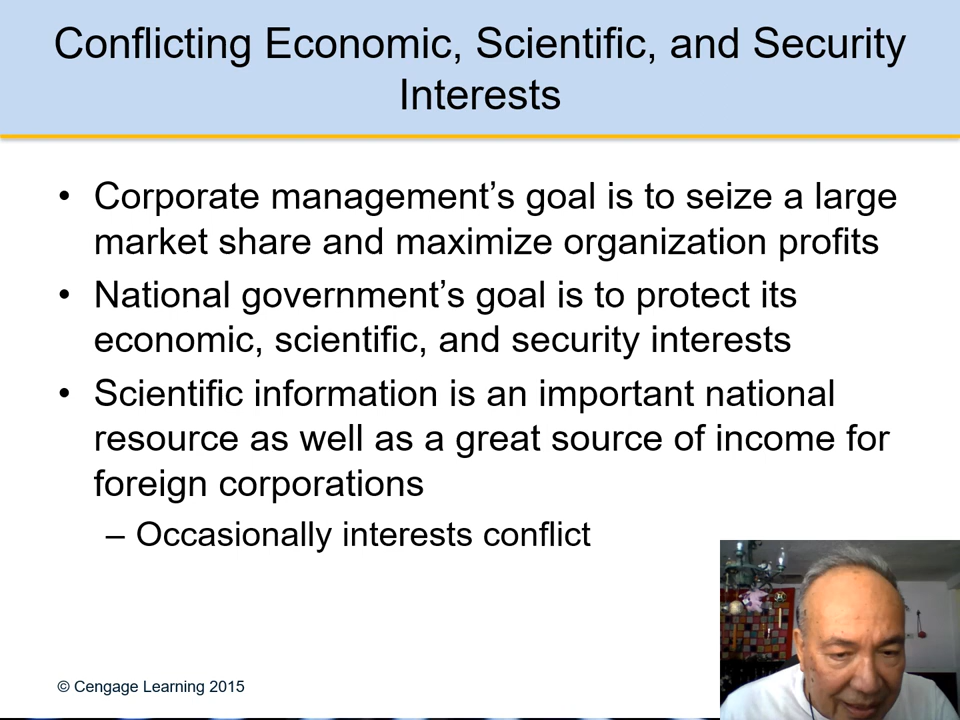 Conflicting Economic, Scientific, and Security
Interests
• Corporate management’s goal is to seize a large
market share and maximize organization profits
• National government’s goal is to protect its
economic, scientific, and security interests
• Scientific information is an important national
resource as well as a great source of income for
foreign corporations
– Occasionally interests conflict
© Cengage Learning 2015